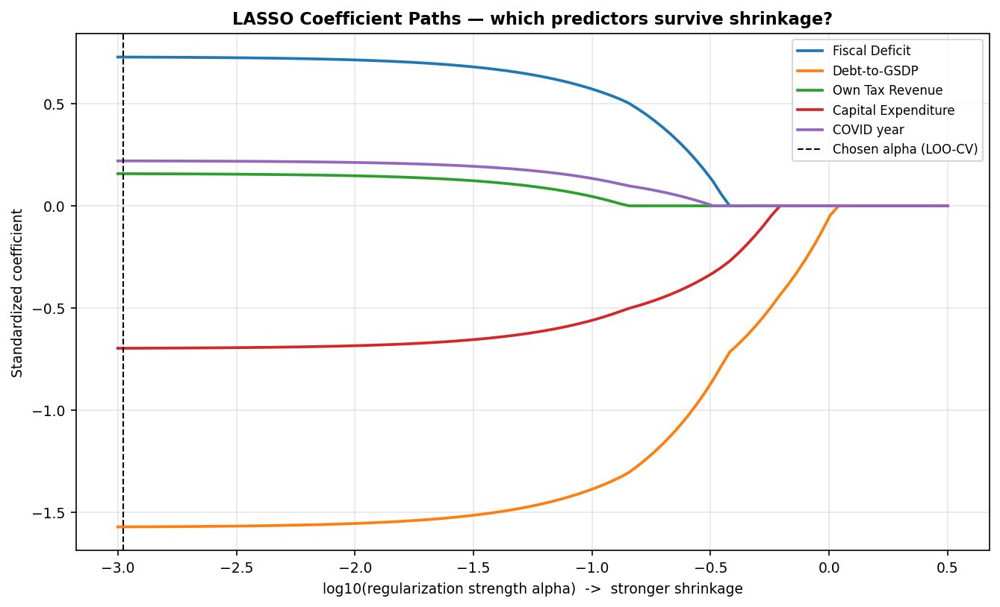 LASSO Coefficient Paths — which predictors survive shrinkage?
Fiscal Deficit
Debt-to-GSDP
Own Tax Revenue
Capital Expenditure
COVID year
Chosen alpha (LOO-CV)
Standardized coefficient
0.5
0.0
−0.5
−1.0
−1.5
−3.0 −2.5 −2.0 −1.5 −1.0 −0.5 0.0 0.5
log10(regularization strength alpha) -> stronger shrinkage